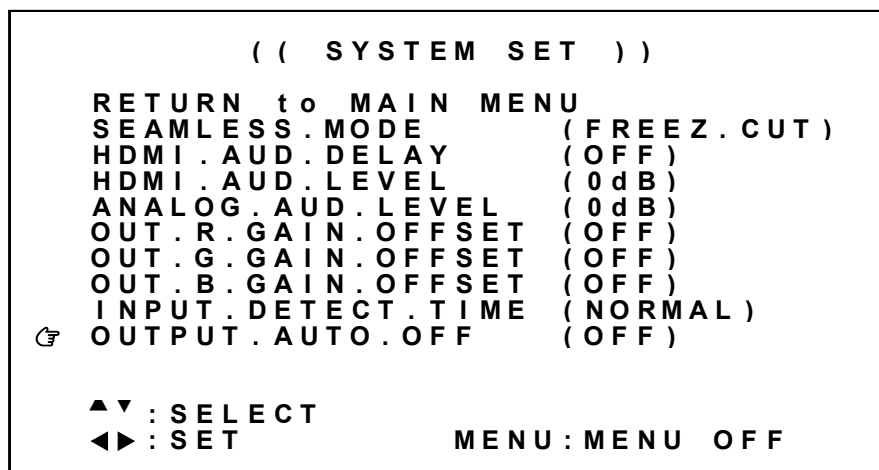 (( SYSTEM SET ))
RETURN to MAIN MENU
SEAMLESS.MODE (FREEZ.CUT)
HDMI.AUD.DELAY (OFF)
HDMI.AUD.LEVEL (0dB)
ANALOG.AUD.LEVEL (0dB)
OUT.R.GAIN.OFFSET (OFF)
OUT.G.GAIN.OFFSET (OFF)
OUT.B.GAIN.OFFSET (OFF)
INPUT.DETECT.TIME (NORMAL)
☞ OUTPUT.AUTO.OFF (OFF)
▲▼:SELECT
◀▶:SET MENU:MENU OFF